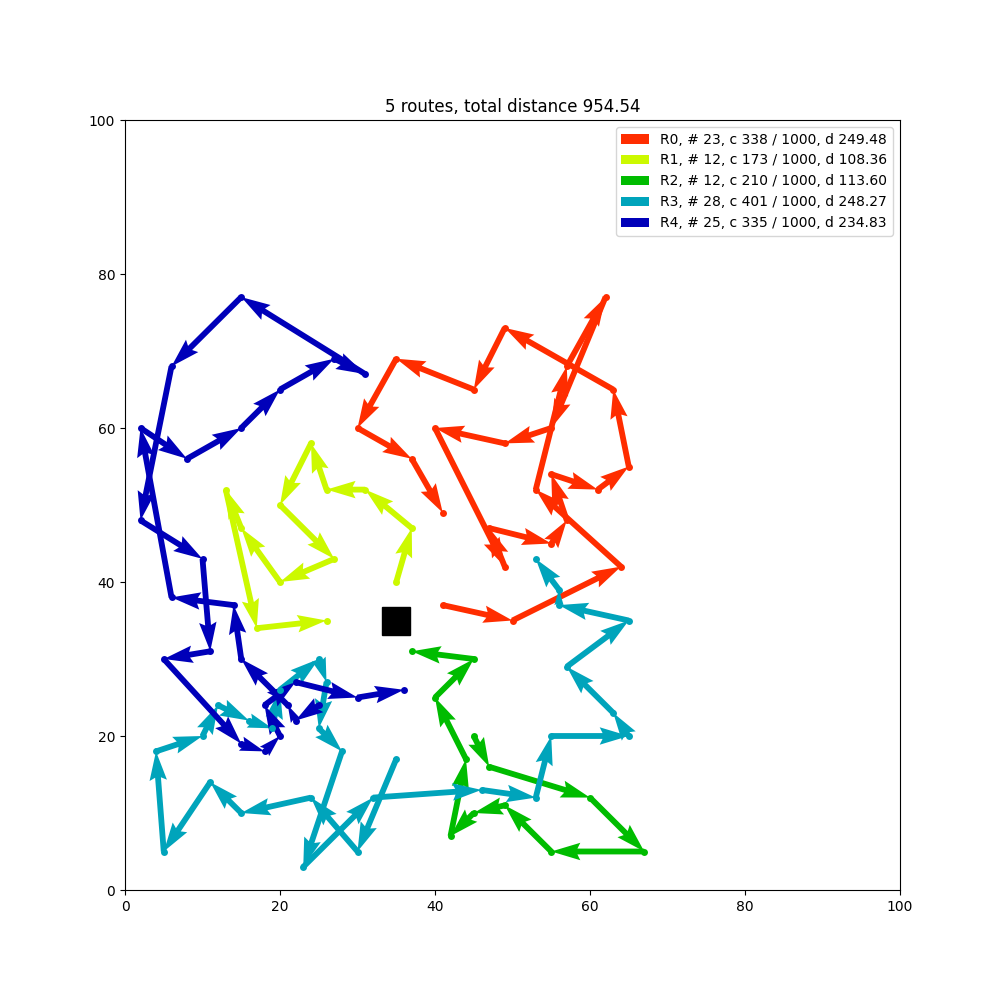 5 routes, total distance 954.54
R0, # 23, c 338 / 1000, d 249.48
R1, # 12, c 173 / 1000, d 108.36
R2, # 12, c 210 / 1000, d 113.60
R3, # 28, c 401 / 1000, d 248.27
R4, # 25, c 335 / 1000, d 234.83
100
80
60
40
20
0
0 20 40 60 80 100